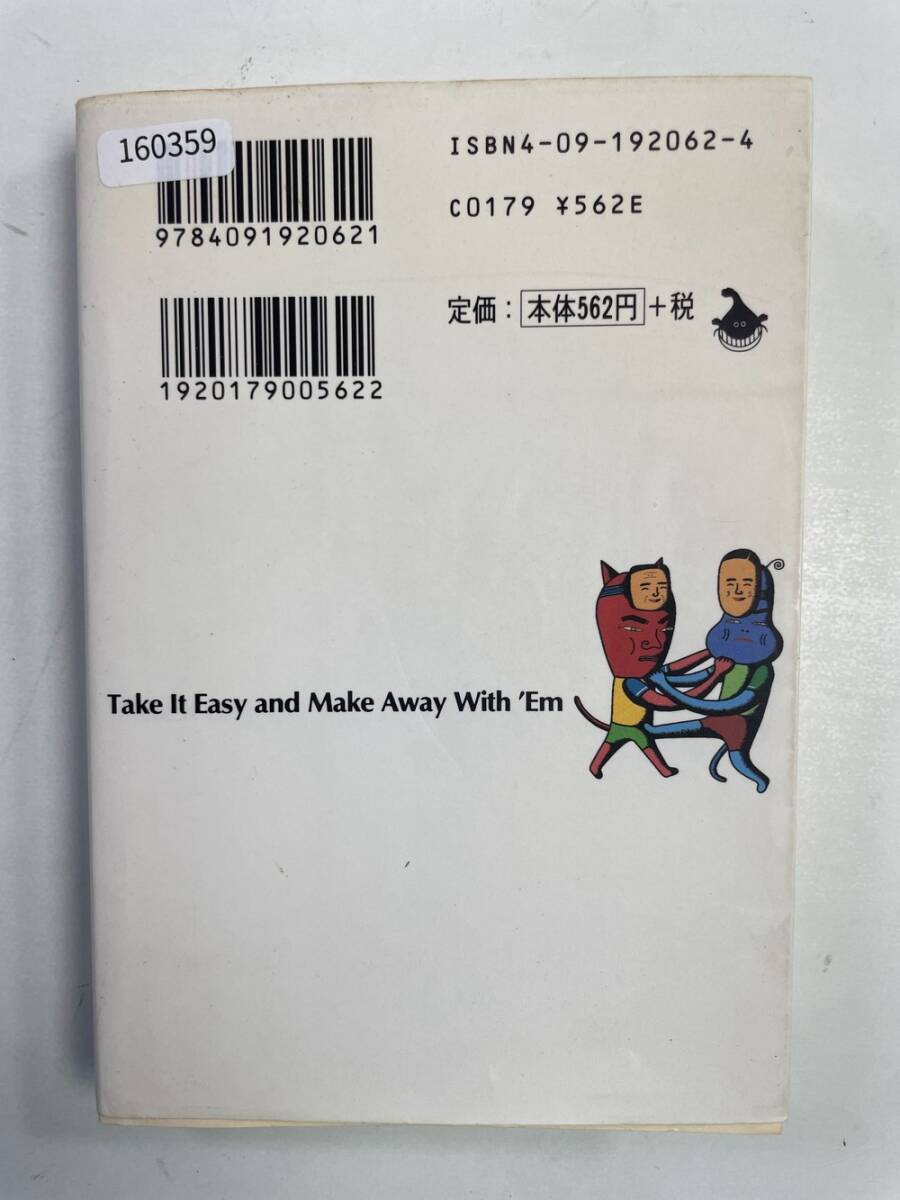 160359
ISBN4-09-192062-4
9784091920621
C0179 ¥562E
定価：本体562円+税
1920179005622
Take It Easy and Make Away With ’Em